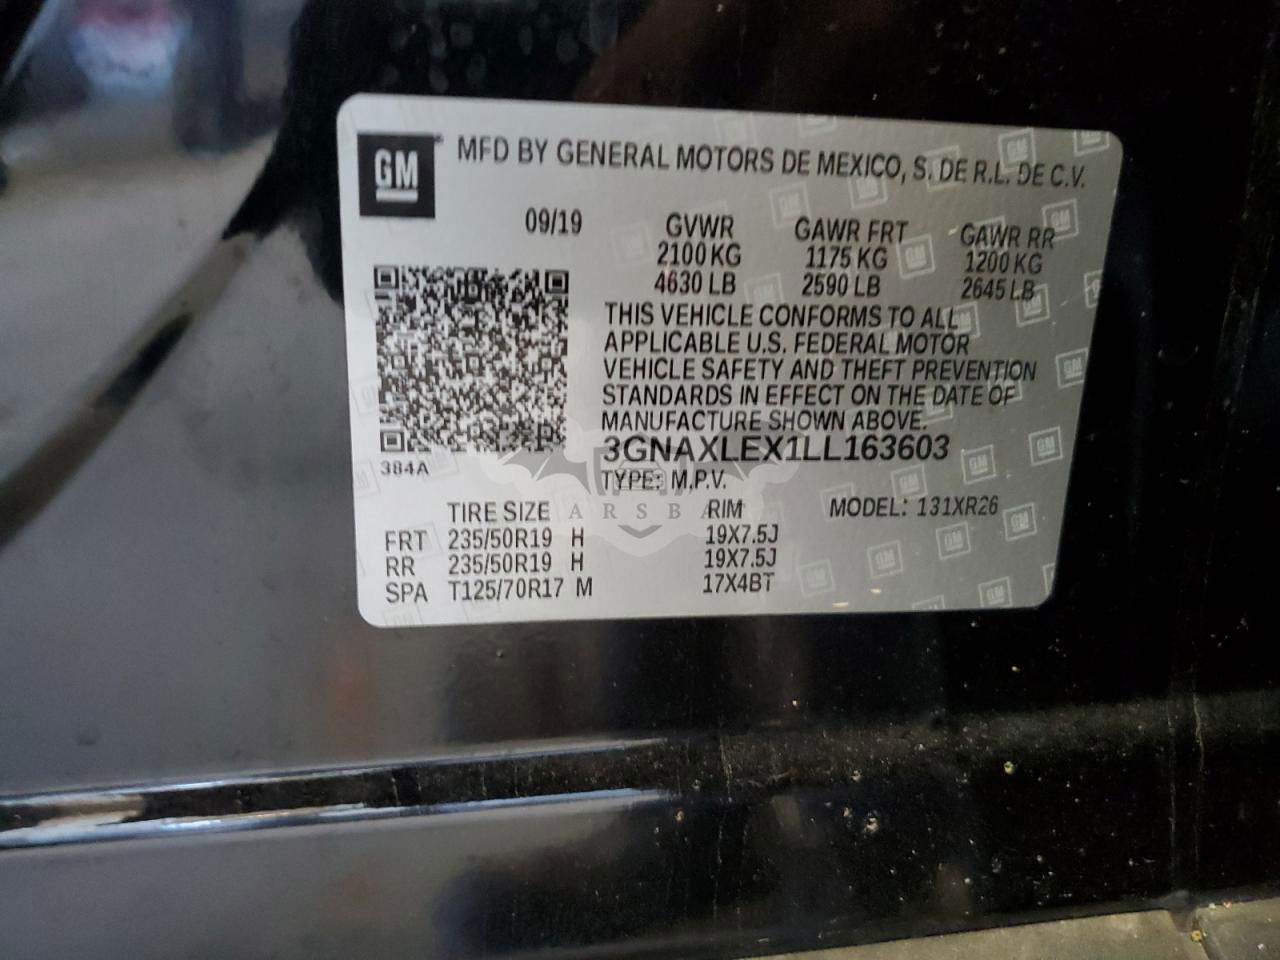 GM MFD BY GENERAL MOTORS DE MEXICO, S. DE R.L. DE C.V.
09/19 GVWR GAWR FRT GAWR RR
2100 KG 1175 KG 1200 KG
4630 LB 2590 LB 2645 LB
THIS VEHICLE CONFORMS TO ALL
APPLICABLE U.S. FEDERAL MOTOR
VEHICLE SAFETY AND THEFT PREVENTION
STANDARDS IN EFFECT ON THE DATE OF
MANUFACTURE SHOWN ABOVE.
3GNAXLEX1LL163603
384A
TYPE: M.P.V.
TIRE SIZE RIM MODEL: 131XR26
FRT 235/50R19 H 19X7.5J
RR 235/50R19 H 19X7.5J
SPA T125/70R17 M 17X4BT